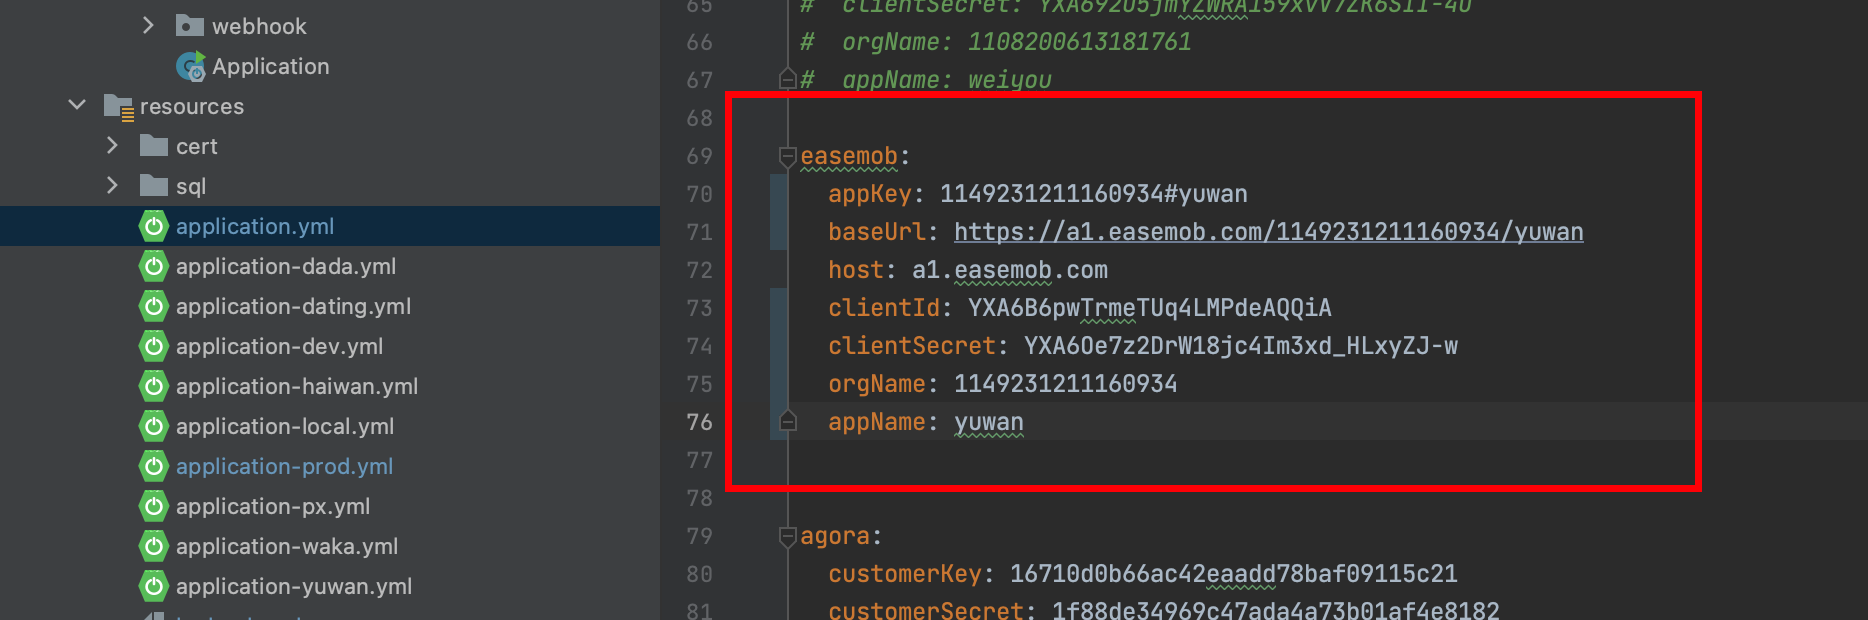 webhook
Application
resources
cert
sql
application.yml
application-dada.yml
application-dating.yml
application-dev.yml
application-haiwan.yml
application-local.yml
application-prod.yml
application-px.yml
application-waka.yml
application-yuwan.yml
65 # clientSecret:
66 # orgName: 1108200613181761
67 # appName: weiyou
68
69 easemob:
70 appKey: 1149231211160934#yuwan
71 baseUrl: https://a1.easemob.com/1149231211160934/yuwan
72 host: a1.easemob.com
73 clientId: YXA6B6pwTrmeTUq4LMPdeAQQiA
74 clientSecret: YXA6Oe7z2DrW18jc4Im3xd_HLxyZJ-w
75 orgName: 1149231211160934
76 appName: yuwan
77
78
79 agora:
80 customerKey: 16710d0b66ac42eaadd78baf09115c21
81 customerSecret: 1f88de34969c47ada4a73b01af4e8182